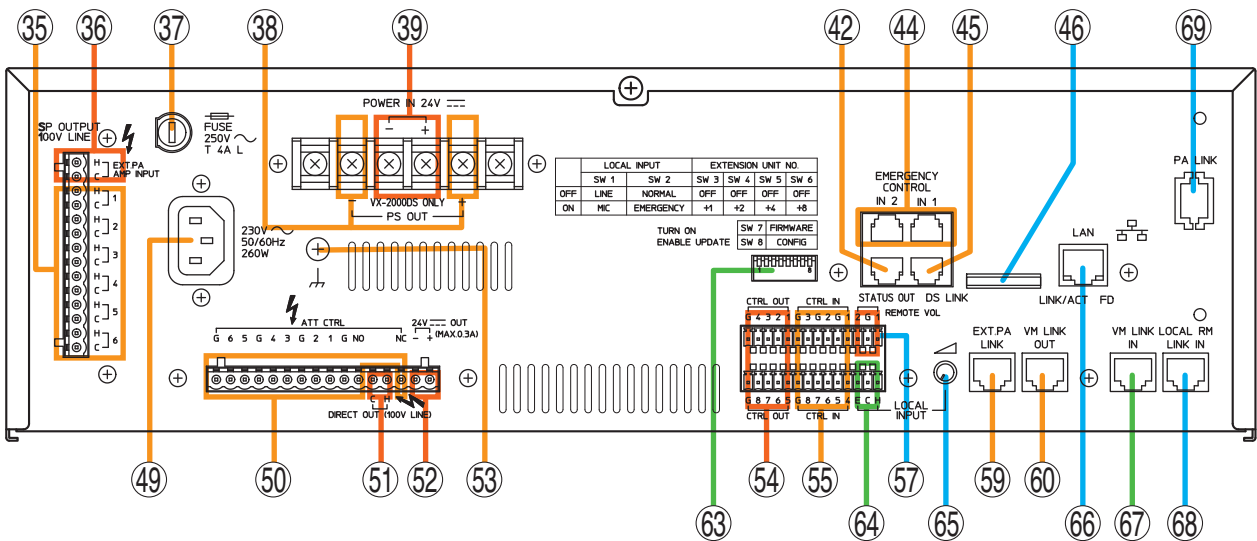 35 36 37 38 39 42 44 45 46 69
POWER IN 24V
- +
SP OUTPUT
100V LINE
FUSE
250V
T 4A L
H
C
EXT.PA
AMP INPUT
H
C 1
H
C 2
H
C 3
H
C 4
H
C 5
H
C 6
- VX-2000DS ONLY +
PS OUT
230V
50/60Hz
260W
LOCAL INPUT EXTENSION UNIT NO.
SW 1 SW 2 SW 3 SW 4 SW 5 SW 6
OFF LINE NORMAL OFF OFF OFF OFF
ON MIC EMERGENCY +1 +2 +4 +8
TURN ON
ENABLE UPDATE
SW 7 FIRMWARE
SW 8 CONFIG
1 8
EMERGENCY
CONTROL
IN 2 IN 1
STATUS OUT DS LINK
PA LINK
LAN
LINK/ACT FD
REMOTE VOL
CTRL OUT CTRL IN
G 4 3 2 1 G 3 G 2 G 1 2 G 1
G 8 7 6 5 G 8 7 6 5 4 E C H
CTRL OUT CTRL IN
LOCAL
INPUT
ATT CTRL
G 6 5 G 4 3 G 2 1 G NO NC
24V OUT
- + (MAX.0.3A)
C H
DIRECT OUT (100V LINE)
EXT.PA
LINK
VM LINK
OUT
VM LINK
IN
LOCAL RM
LINK IN
49 50 51 52 53 54 55 57 59 60
63 64 65 66 67 68